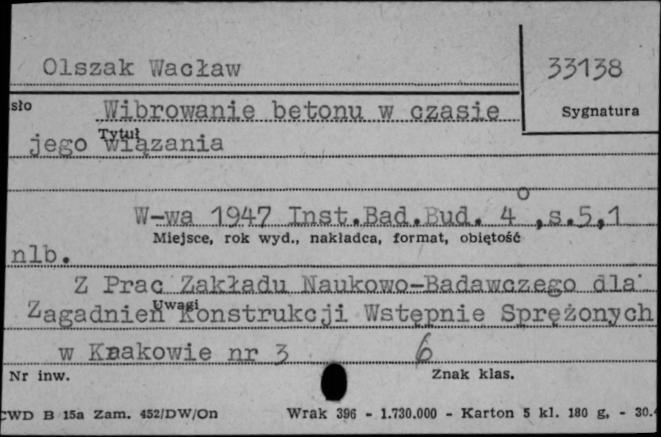 Olszak Wacław
33138
sło
Wibrowanie betonu w czasie
Sygnatura
Tytuł
jego wiązania
W-wa 1947 Inst.Bad.Bud. 4°,s.5,1
Miejsce, rok wyd., nakładca, format, objętość
nlb.
Z Prac Zakładu Naukowo-Badawczego dla
Uwagi
Zagadnień Konstrukcji Wstępnie Sprężonych
w Krakowie nr 3
6
Nr inw.
Znak klas.
CWD B 15a Zam. 452/DW/On Wrak 396 - 1.730.000 - Karton 5 kl. 180 g, - 30.